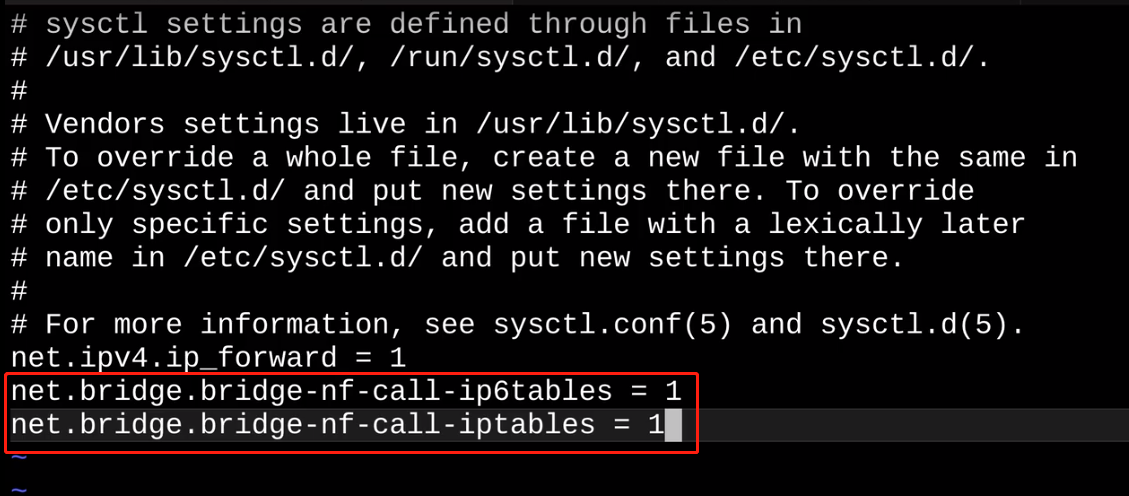 # sysctl settings are defined through files in
# /usr/lib/sysctl.d/, /run/sysctl.d/, and /etc/sysctl.d/.
#
# Vendors settings live in /usr/lib/sysctl.d/.
# To override a whole file, create a new file with the same in
# /etc/sysctl.d/ and put new settings there. To override
# only specific settings, add a file with a lexically later
# name in /etc/sysctl.d/ and put new settings there.
#
# For more information, see sysctl.conf(5) and sysctl.d(5).
net.ipv4.ip_forward = 1
net.bridge.bridge-nf-call-ip6tables = 1
net.bridge.bridge-nf-call-iptables = 1
~
~